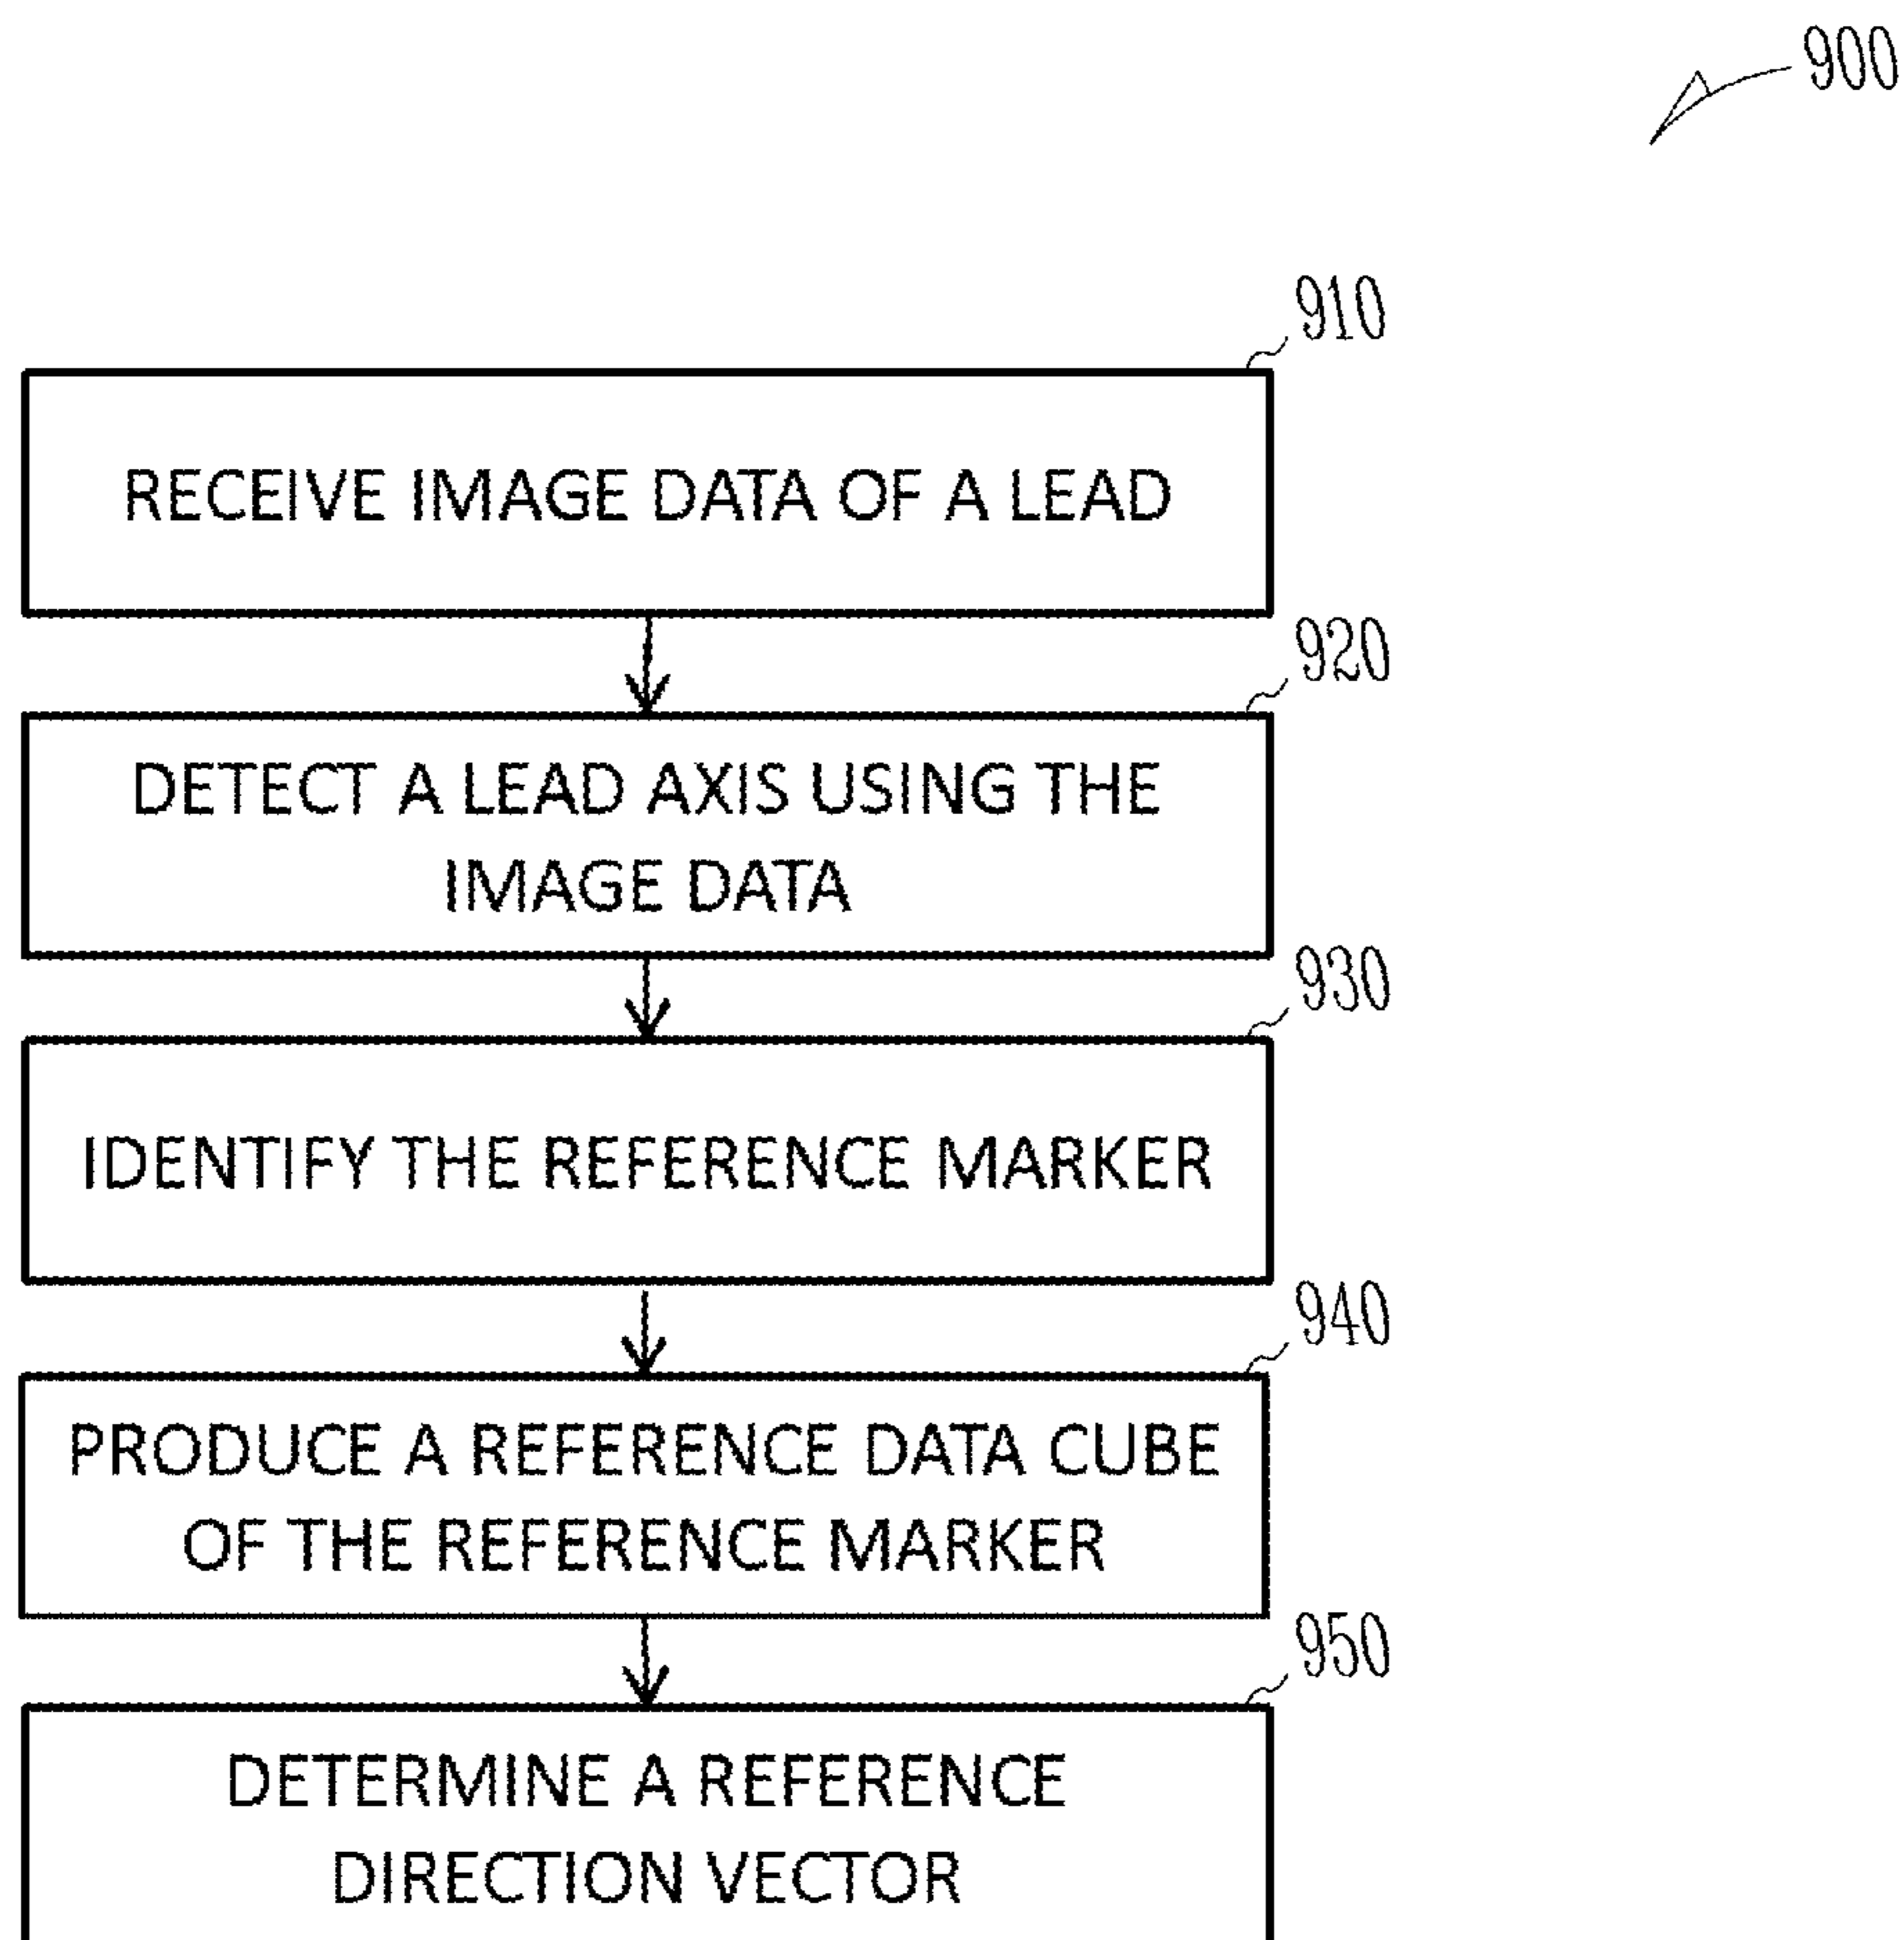 900
910
RECEIVE IMAGE DATA OF A LEAD
920
DETECT A LEAD AXIS USING THE
IMAGE DATA
930
IDENTIFY THE REFERENCE MARKER
940
PRODUCE A REFERENCE DATA CUBE
OF THE REFERENCE MARKER
950
DETERMINE A REFERENCE
DIRECTION VECTOR